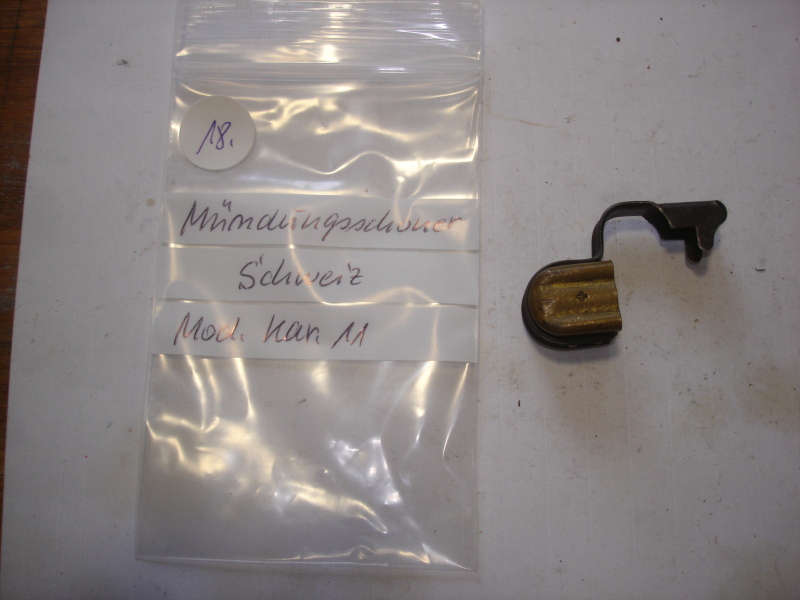 18.
Mündungsschoner
Schweiz
Mod. Kar. 11